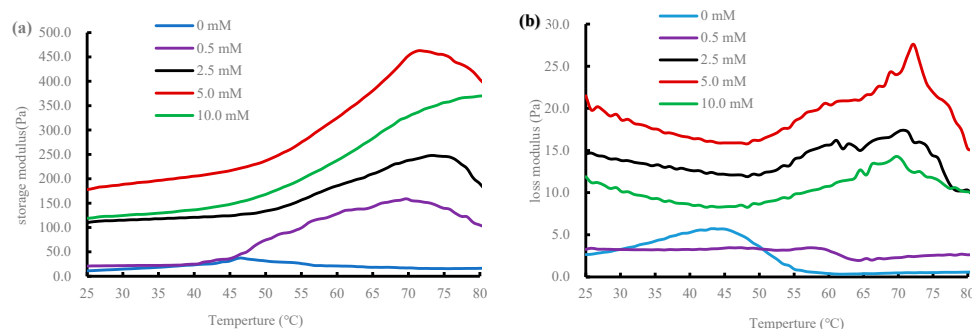 (a)
0 mM
0.5 mM
2.5 mM
5.0 mM
10.0 mM
500.0
450.0
400.0
350.0
300.0
250.0
200.0
150.0
100.0
50.0
0.0
storage modulus(Pa)
25 30 35 40 45 50 55 60 65 70 75 80
Temperture (℃)
(b)
0 mM
0.5 mM
2.5 mM
5.0 mM
10.0 mM
30.0
25.0
20.0
15.0
10.0
5.0
0.0
loss modulus (Pa)
25 30 35 40 45 50 55 60 65 70 75 80
Temperture (℃)